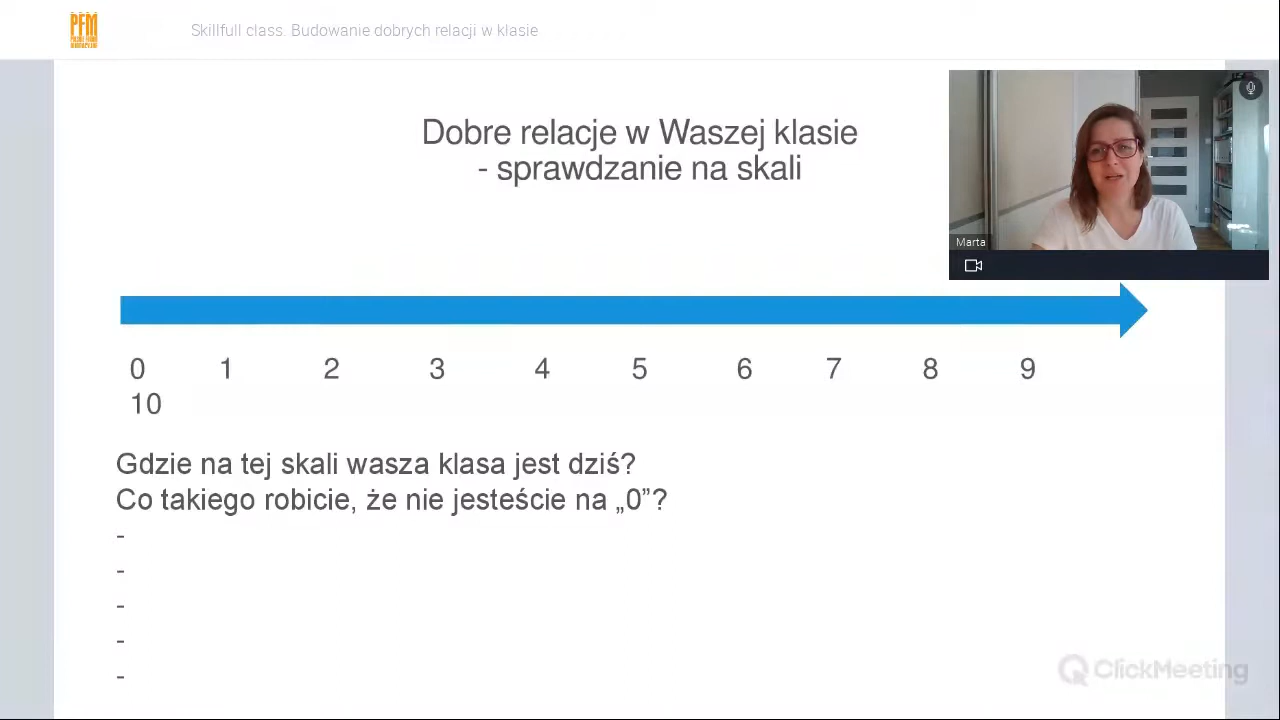 PFM
Skillfull class. Budowanie dobrych relacji w klasie
Dobre relacje w Waszej klasie
- sprawdzanie na skali
Marta
0 1 2 3 4 5 6 7 8 9
10
Gdzie na tej skali wasza klasa jest dziś?
Co takiego robicie, że nie jesteście na „0”?
-
-
-
-
-
ClickMeeting